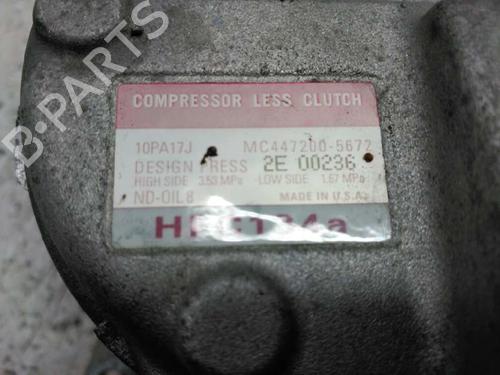 B-PARTS
COMPRESSOR LESS CLUTCH
10PA17J MC447200-5672
DESIGN PRESS 2E 00236
HIGH SIDE 3.53 MPa LOW SIDE 1.67 MPa
ND-OIL8 MADE IN U.S.A.
HFC134a